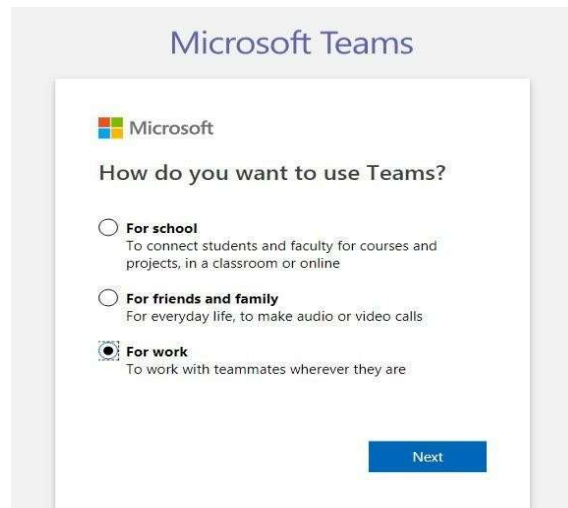 Microsoft Teams
Microsoft
How do you want to use Teams?
For school
To connect students and faculty for courses and
projects, in a classroom or online
For friends and family
For everyday life, to make audio or video calls
For work
To work with teammates wherever they are
Next